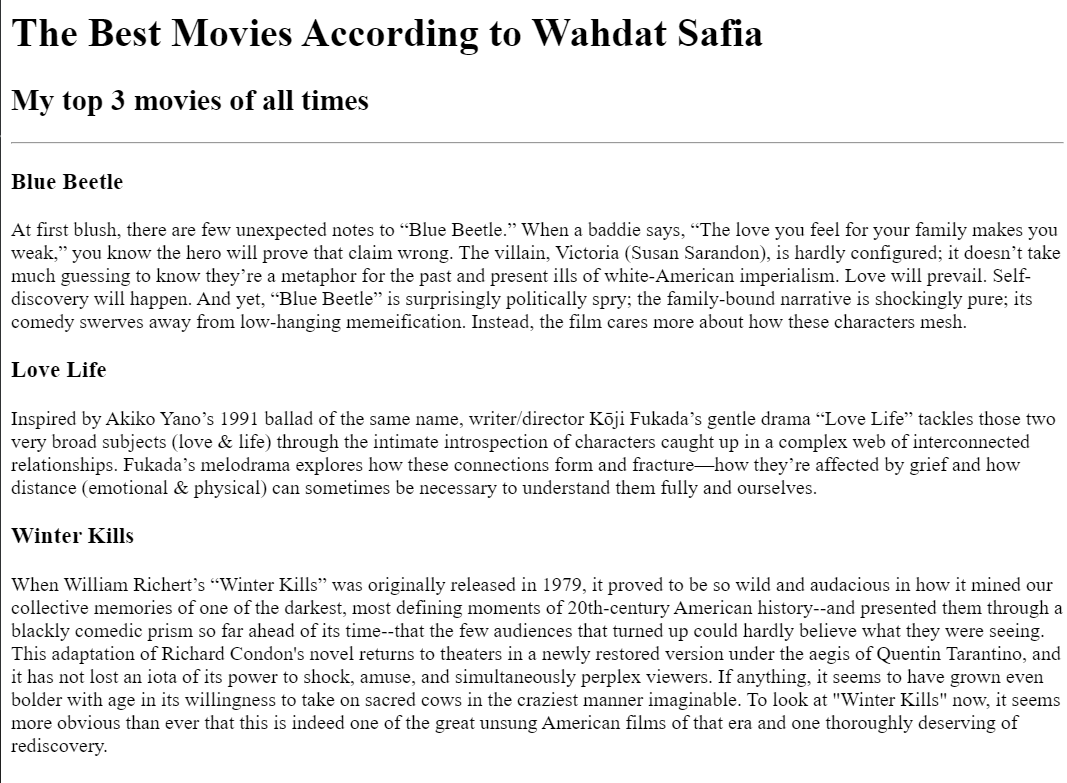 The Best Movies According to Wahdat Safia
My top 3 movies of all times
Blue Beetle
At first blush, there are few unexpected notes to “Blue Beetle.” When a baddie says, “The love you feel for your family makes you
weak,” you know the hero will prove that claim wrong. The villain, Victoria (Susan Sarandon), is hardly configured; it doesn’t take
much guessing to know they’re a metaphor for the past and present ills of white-American imperialism. Love will prevail. Self-
discovery will happen. And yet, “Blue Beetle” is surprisingly politically spry; the family-bound narrative is shockingly pure; its
comedy swerves away from low-hanging memeification. Instead, the film cares more about how these characters mesh.
Love Life
Inspired by Akiko Yano’s 1991 ballad of the same name, writer/director Kōji Fukada’s gentle drama “Love Life” tackles those two
very broad subjects (love & life) through the intimate introspection of characters caught up in a complex web of interconnected
relationships. Fukada’s melodrama explores how these connections form and fracture—how they’re affected by grief and how
distance (emotional & physical) can sometimes be necessary to understand them fully and ourselves.
Winter Kills
When William Richert’s “Winter Kills” was originally released in 1979, it proved to be so wild and audacious in how it mined our
collective memories of one of the darkest, most defining moments of 20th-century American history--and presented them through a
blackly comedic prism so far ahead of its time--that the few audiences that turned up could hardly believe what they were seeing.
This adaptation of Richard Condon's novel returns to theaters in a newly restored version under the aegis of Quentin Tarantino, and
it has not lost an iota of its power to shock, amuse, and simultaneously perplex viewers. If anything, it seems to have grown even
bolder with age in its willingness to take on sacred cows in the craziest manner imaginable. To look at "Winter Kills" now, it seems
more obvious than ever that this is indeed one of the great unsung American films of that era and one thoroughly deserving of
rediscovery.